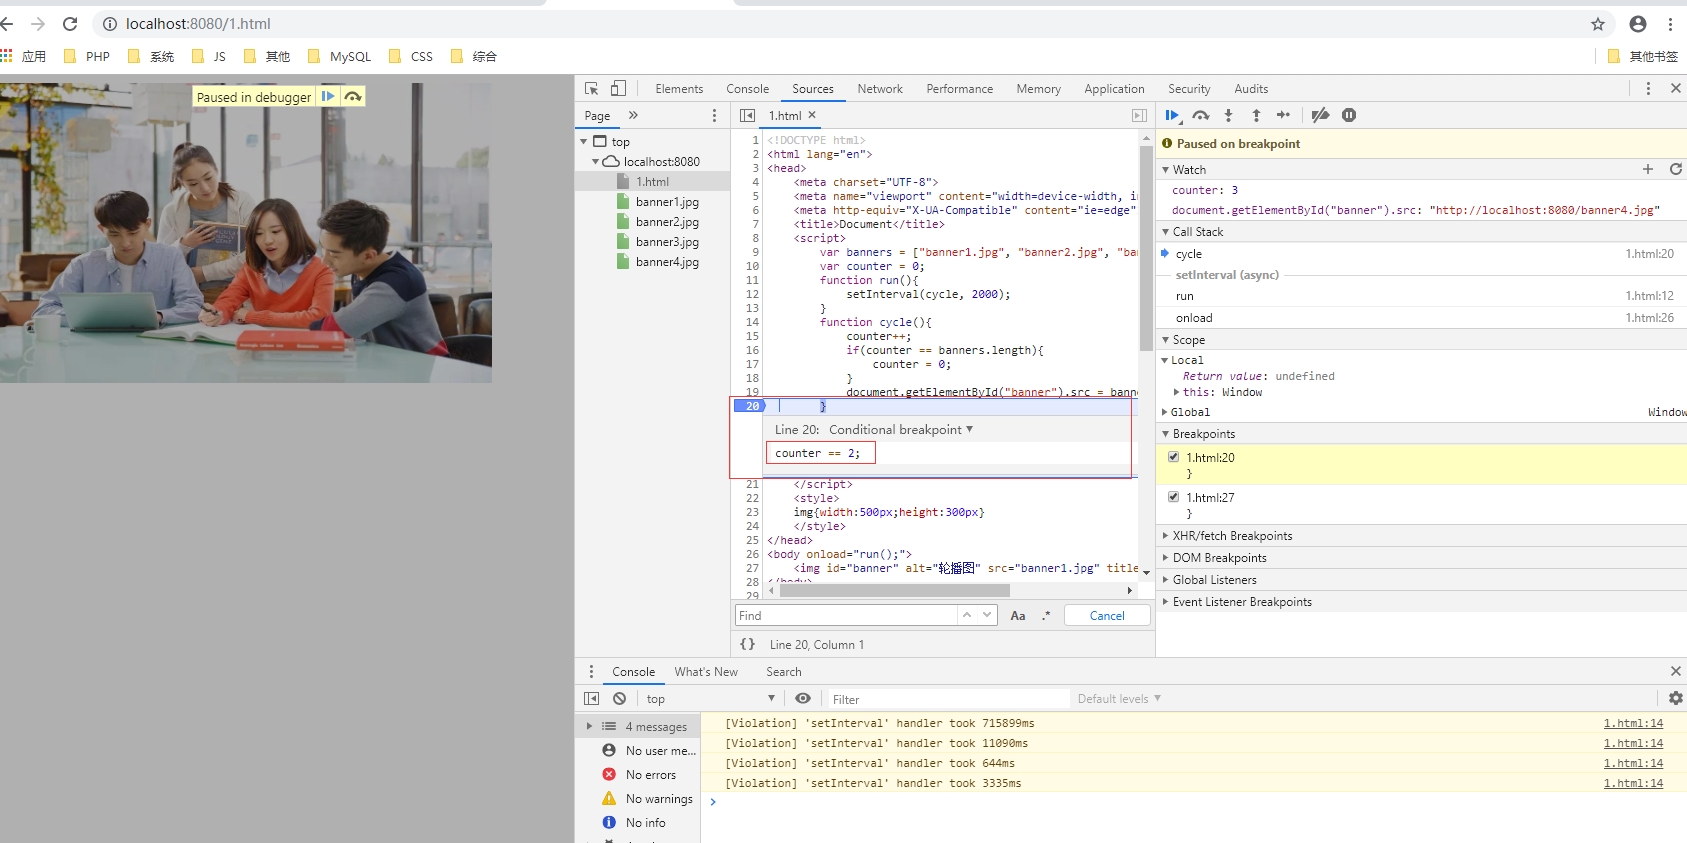 localhost:8080/1.html
应用 PHP 系统 JS 其他 MySQL CSS 综合 其他书签
Paused in debugger
Elements Console Sources Network Performance Memory Application Security Audits
Page »
1.html ×
top
localhost:8080
1.html
banner1.jpg
banner2.jpg
banner3.jpg
banner4.jpg
1 <!DOCTYPE html>
2 <html lang="en">
3 <head>
4 <meta charset="UTF-8">
5 <meta name="viewport" content="width=device-width, in
6 <meta http-equiv="X-UA-Compatible" content="ie=edge"
7 <title>Document</title>
8 <script>
9 var banners = ["banner1.jpg", "banner2.jpg", "ba
10 var counter = 0;
11 function run(){
12 setInterval(cycle, 2000);
13 }
14 function cycle(){
15 counter++;
16 if(counter == banners.length){
17 counter = 0;
18 }
19 document.getElementById("banner").src = bann
20 }
Line 20: Conditional breakpoint
counter == 2;
21 </script>
22 <style>
23 img{width:500px;height:300px}
24 </style>
25 </head>
26 <body onload="run();">
27 <img id="banner" alt="轮播图" src="banner1.jpg" title
28 </body>
29
Find Aa .* Cancel
{} Line 20, Column 1
Paused on breakpoint
Watch
counter: 3
document.getElementById("banner").src: "http://localhost:8080/banner4.jpg"
Call Stack
cycle 1.html:20
setInterval (async)
run 1.html:12
onload 1.html:26
Scope
Local
Return value: undefined
this: Window
Global Window
Breakpoints
1.html:20
}
1.html:27
}
XHR/fetch Breakpoints
DOM Breakpoints
Global Listeners
Event Listener Breakpoints
Console What's New Search
top Filter Default levels
4 messages
No user me...
No errors
No warnings
No info
[Violation] 'setInterval' handler took 715899ms 1.html:14
[Violation] 'setInterval' handler took 11090ms 1.html:14
[Violation] 'setInterval' handler took 644ms 1.html:14
[Violation] 'setInterval' handler took 3335ms 1.html:14